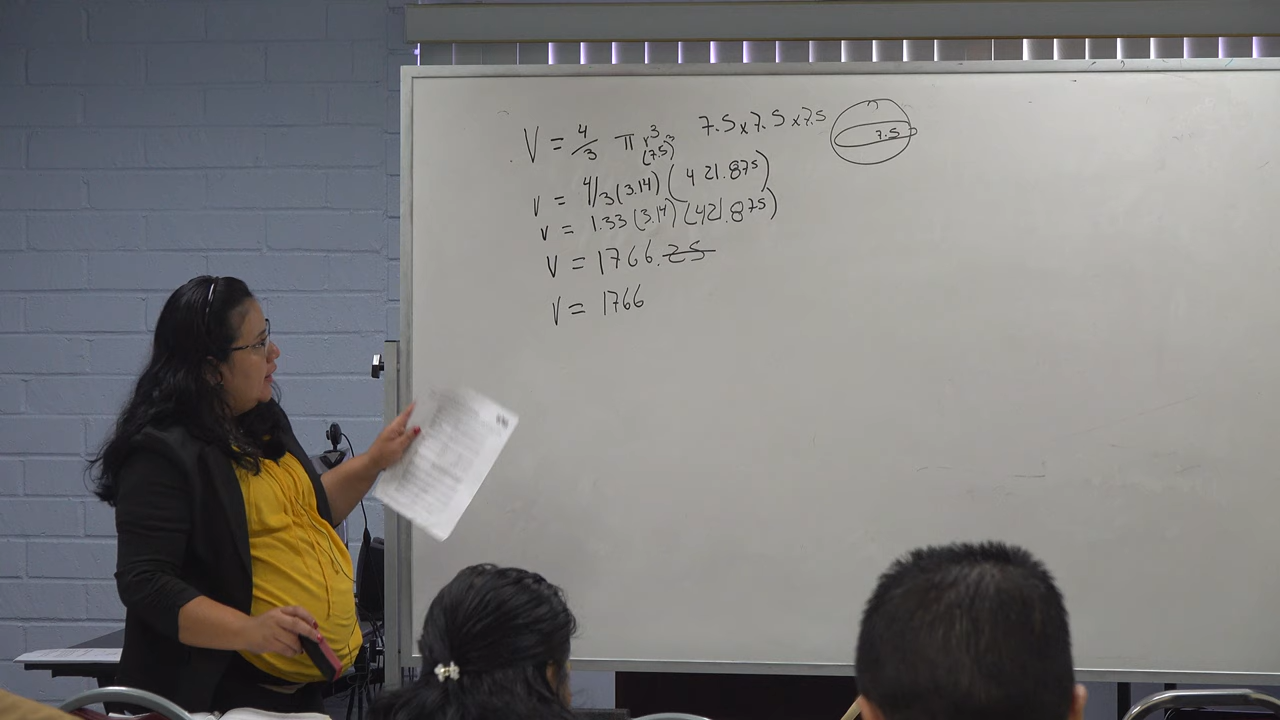 V = 4/3 π r³ 7.5 x 7.5 x 7.5
(7.5)³
7.5
V = 4/3 (3.14) (421.875)
V = 1.33 (3.14) (421.875)
V = 1766.25
V = 1766